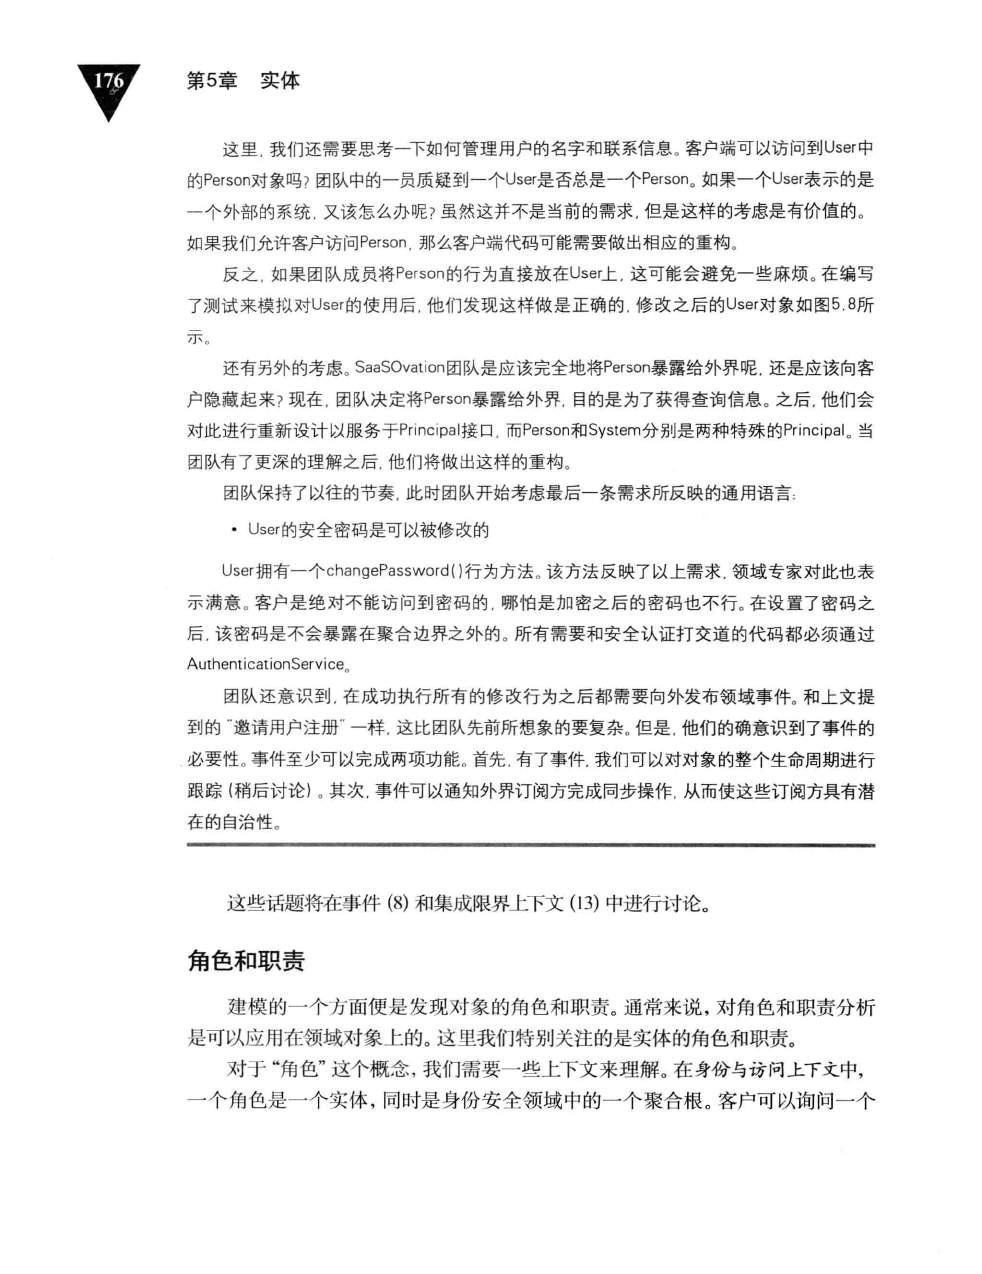 176
第5章 实体
这里，我们还需要思考一下如何管理用户的名字和联系信息。客户端可以访问到User中
的Person对象吗？团队中的一员质疑到一个User是否总是一个Person。如果一个User表示的是
一个外部的系统，又该怎么办呢？虽然这并不是当前的需求，但是这样的考虑是有价值的。
如果我们允许客户访问Person，那么客户端代码可能需要做出相应的重构。
反之，如果团队成员将Person的行为直接放在User上，这可能会避免一些麻烦。在编写
了测试来模拟对User的使用后，他们发现这样做是正确的，修改之后的User对象如图5.8所
示。
还有另外的考虑。SaaSOvation团队是应该完全地将Person暴露给外界呢，还是应该向客
户隐藏起来？现在，团队决定将Person暴露给外界，目的是为了获得查询信息。之后，他们会
对此进行重新设计以服务于Principal接口，而Person和System分别是两种特殊的Principal。当
团队有了更深的理解之后，他们将做出这样的重构。
团队保持了以往的节奏，此时团队开始考虑最后一条需求所反映的通用语言：
• User的安全密码是可以被修改的
User拥有一个changePassword()行为方法。该方法反映了以上需求，领域专家对此也表
示满意。客户是绝对不能访问到密码的，哪怕是加密之后的密码也不行。在设置了密码之
后，该密码是不会暴露在聚合边界之外的。所有需要和安全认证打交道的代码都必须通过
AuthenticationService。
团队还意识到，在成功执行所有的修改行为之后都需要向外发布领域事件。和上文提
到的“邀请用户注册”一样，这比团队先前所想象的要复杂。但是，他们的确意识到了事件的
必要性。事件至少可以完成两项功能。首先，有了事件，我们可以对对象的整个生命周期进行
跟踪（稍后讨论）。其次，事件可以通知外界订阅方完成同步操作，从而使这些订阅方具有潜
在的自治性。
这些话题将在事件（8）和集成限界上下文（13）中进行讨论。
角色和职责
建模的一个方面便是发现对象的角色和职责。通常来说，对角色和职责分析
是可以应用在领域对象上的。这里我们特别关注的是实体的角色和职责。
对于“角色”这个概念，我们需要一些上下文来理解。在身份与访问上下文中，
一个角色是一个实体，同时是身份安全领域中的一个聚合根。客户可以询问一个